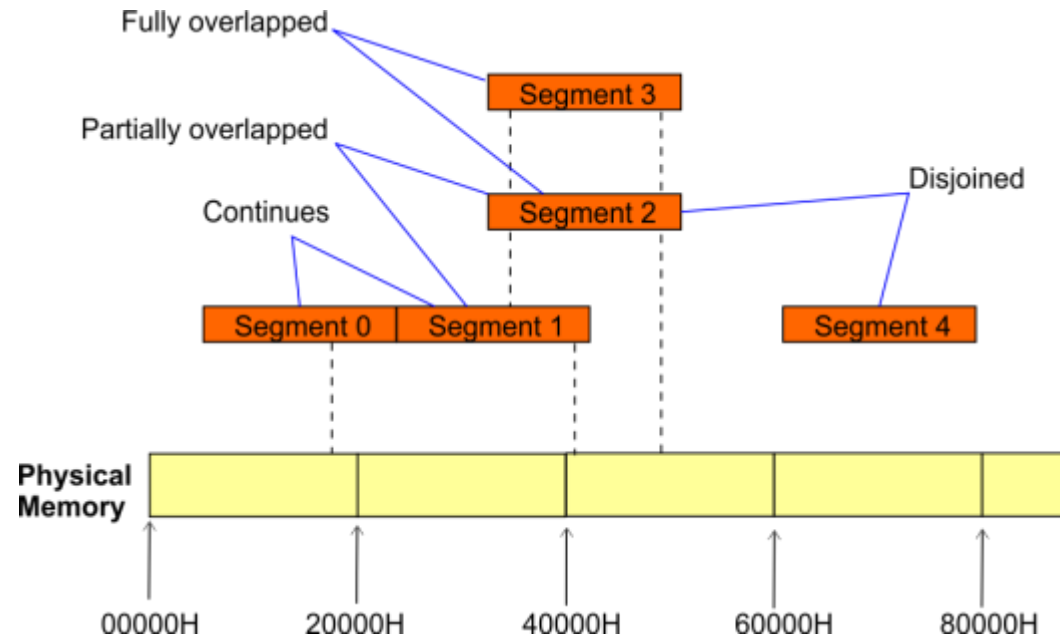 Fully overlapped
Segment 3
Partially overlapped
Disjoined
Segment 2
Continues
Segment 0
Segment 1
Segment 4
Physical
Memory
00000H
20000H
40000H
60000H
80000H